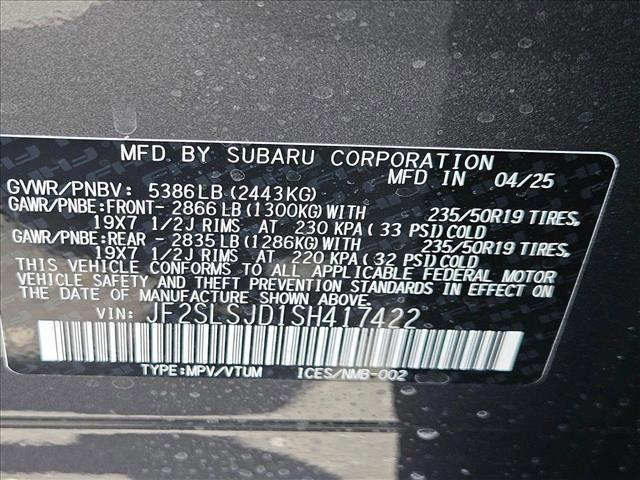 MFD BY SUBARU CORPORATION
MFD IN 04/25
GVWR/PNBV: 5386LB (2443KG)
GAWR/PNBE:FRONT- 2866LB (1300KG) WITH 235/50R19 TIRES,
19X7 1/2J RIMS AT 230 KPA ( 33 PSI) COLD
GAWR/PNBE:REAR - 2835LB (1286KG) WITH 235/50R19 TIRES,
19X7 1/2J RIMS AT 220 KPA ( 32 PSI) COLD
THIS VEHICLE CONFORMS TO ALL APPLICABLE FEDERAL MOTOR
VEHICLE SAFETY AND THEFT PREVENTION STANDARDS IN EFFECT
ON THE DATE OF MANUFACTURE SHOWN ABOVE.
VIN: JF2SLSJD1SH417422
TYPE:MPV/VTUM ICES/NMB-002